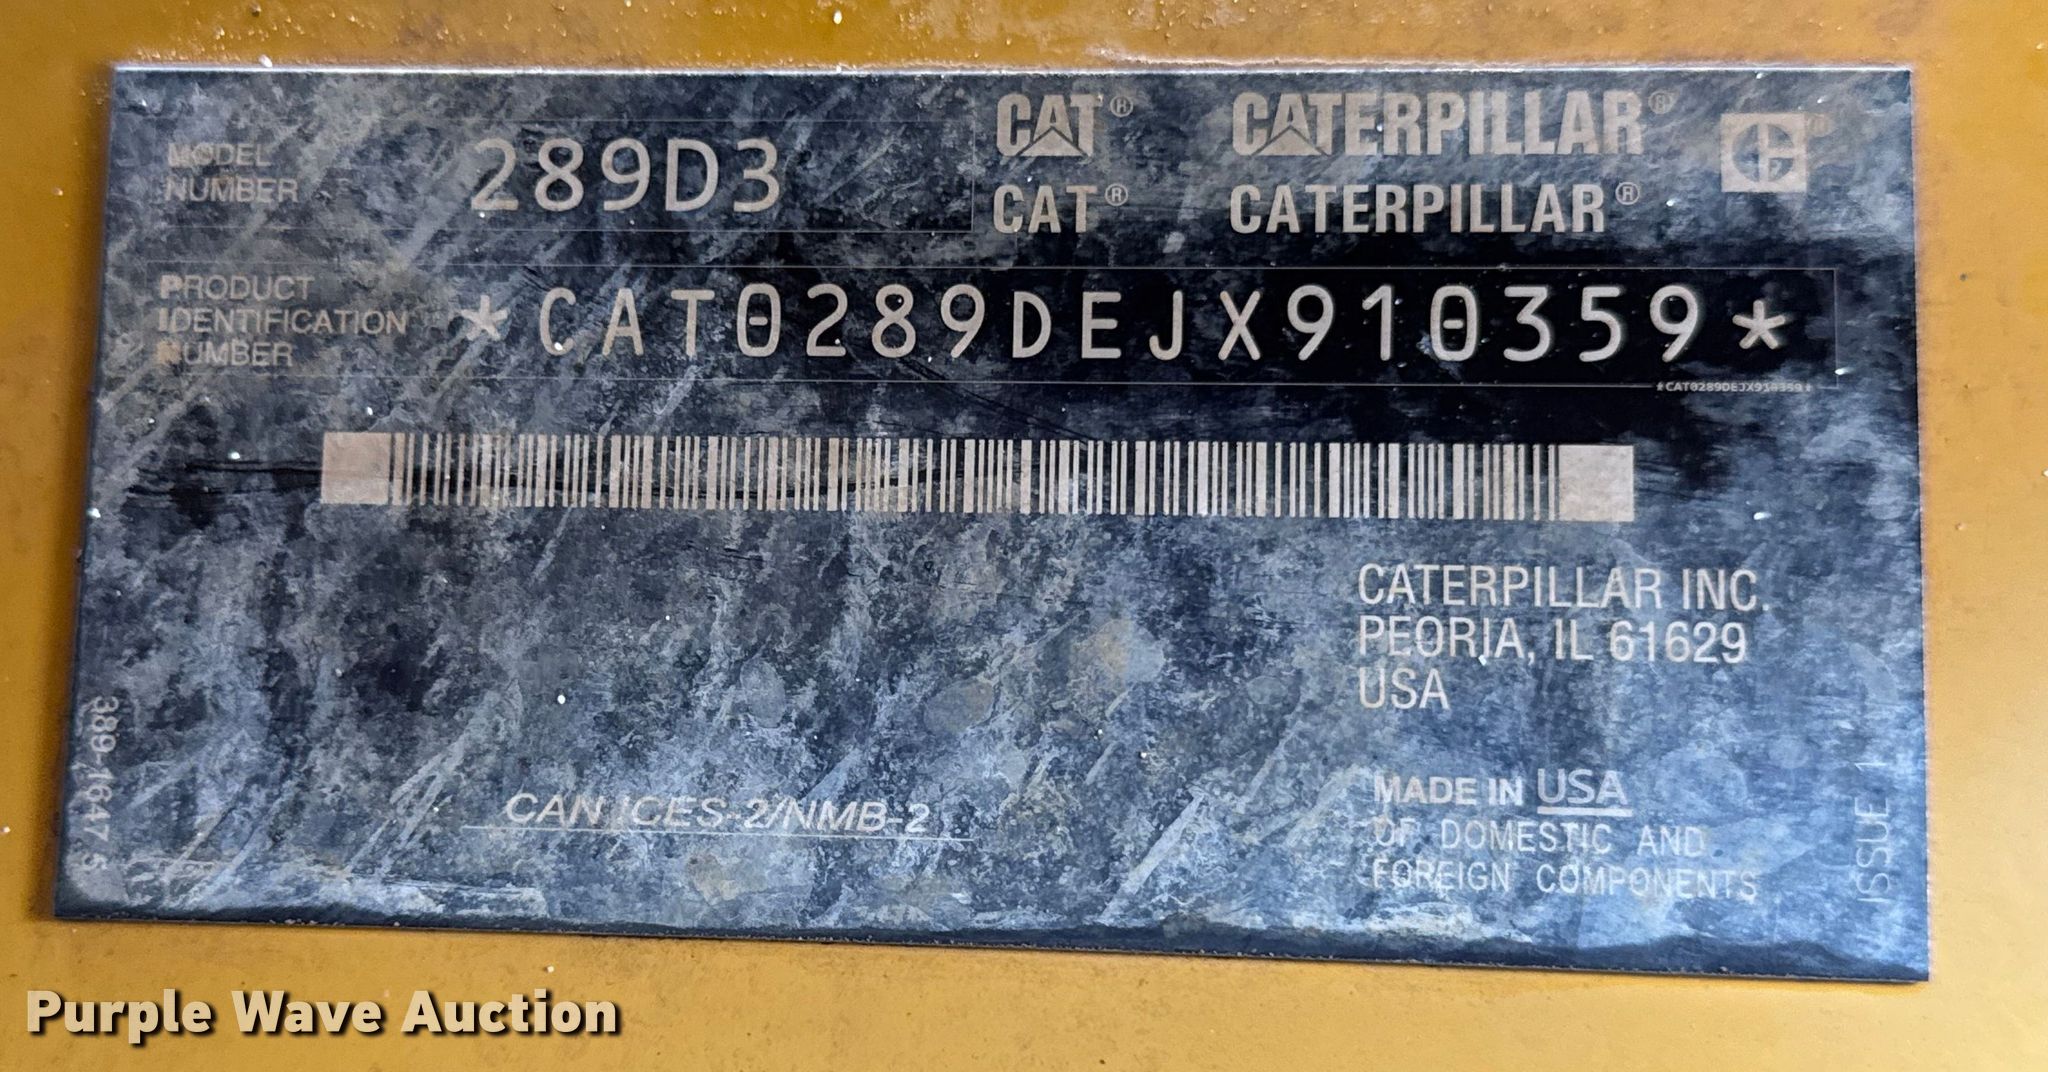 MODEL
NUMBER
289D3
CAT® CATERPILLAR®
CAT® CATERPILLAR®
PRODUCT
IDENTIFICATION
NUMBER
*CAT0289DEJX910359*
*CAT0289DEJX910359*
CATERPILLAR INC.
PEORIA, IL 61629
USA
CAN ICES-2/NMB-2
MADE IN USA
OF DOMESTIC AND
FOREIGN COMPONENTS
389-1647 5
ISSUE 1
Purple Wave Auction